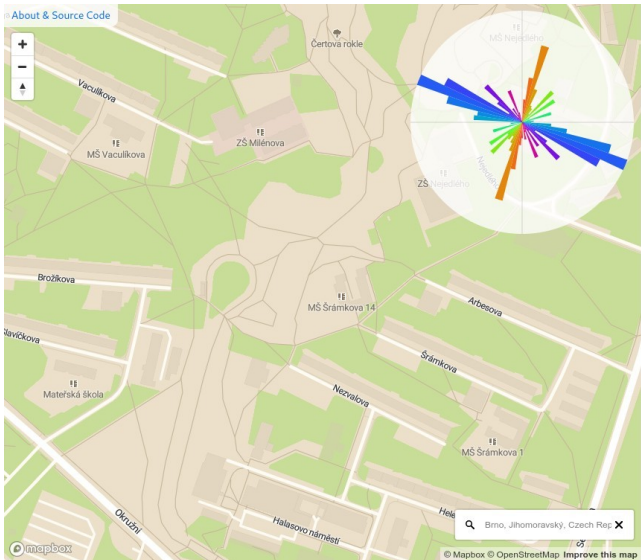 About & Source Code
+
−
Čertova rokle
MŠ Nejedlého
Vaculíkova
MŠ Vaculíkova
ZŠ Milénova
Nejedlého
ZŠ Nejedlého
Brožíkova
MŠ Šrámkova 14
Arbesova
Slavíčkova
Šrámkova
Mateřská škola
Nezvalova
MŠ Šrámkova 1
Okružní
Halasovo náměstí
Hele
Brno, Jihomoravský, Czech Rep
mapbox
© Mapbox © OpenStreetMap Improve this map